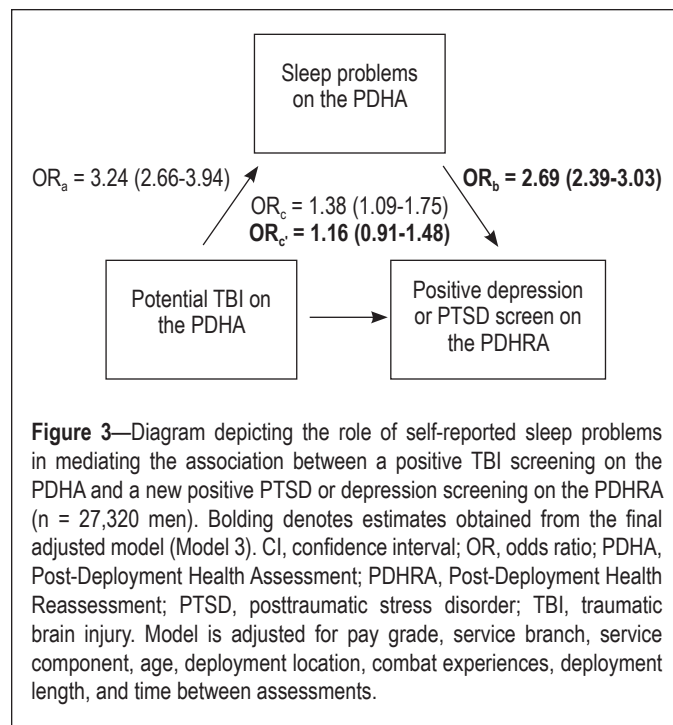 Sleep problems
on the PDHA
ORa = 3.24 (2.66-3.94)
ORb = 2.69 (2.39-3.03)
ORc = 1.38 (1.09-1.75)
ORc' = 1.16 (0.91-1.48)
Potential TBI on
the PDHA
Positive depression
or PTSD screen on
the PDHRA
Figure 3—Diagram depicting the role of self-reported sleep problems
in mediating the association between a positive TBI screening on the
PDHA and a new positive PTSD or depression screening on the PDHRA
(n = 27,320 men). Bolding denotes estimates obtained from the final
adjusted model (Model 3). CI, confidence interval; OR, odds ratio; PDHA,
Post-Deployment Health Assessment; PDHRA, Post-Deployment Health
Reassessment; PTSD, posttraumatic stress disorder; TBI, traumatic
brain injury. Model is adjusted for pay grade, service branch, service
component, age, deployment location, combat experiences, deployment
length, and time between assessments.